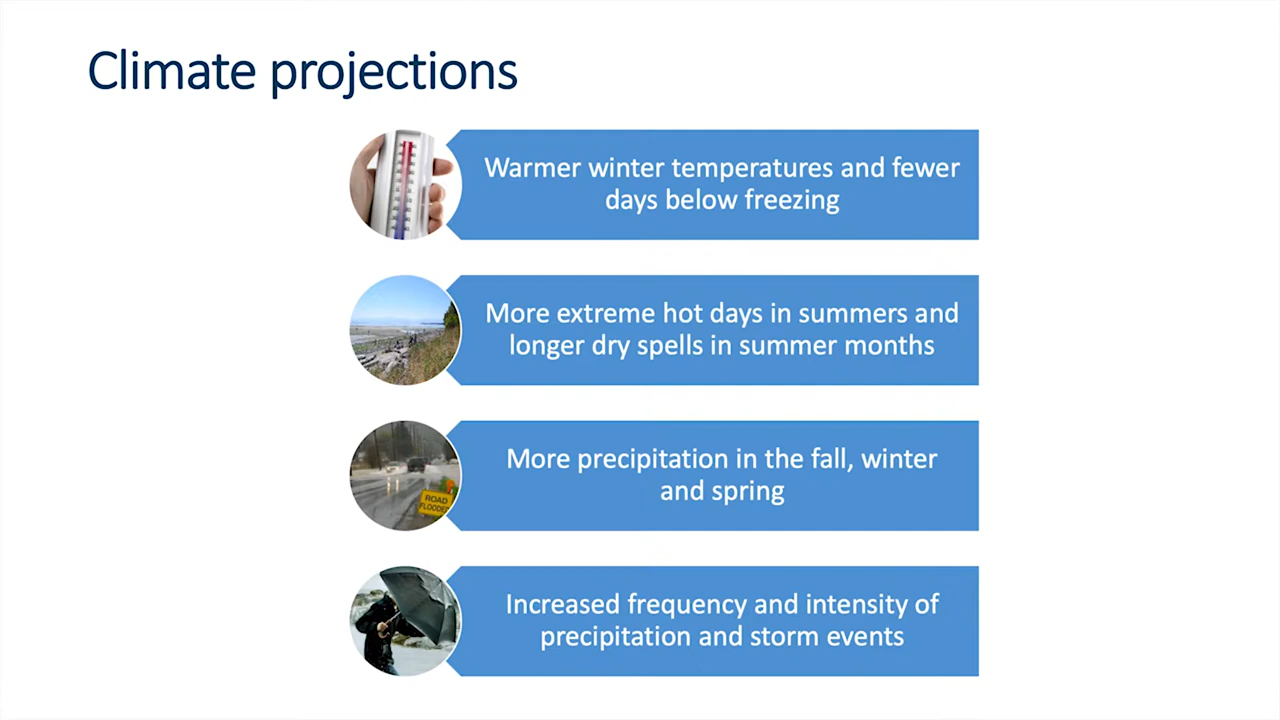 Climate projections
Warmer winter temperatures and fewer
days below freezing
More extreme hot days in summers and
longer dry spells in summer months
More precipitation in the fall, winter
and spring
ROAD
FLOODED
Increased frequency and intensity of
precipitation and storm events